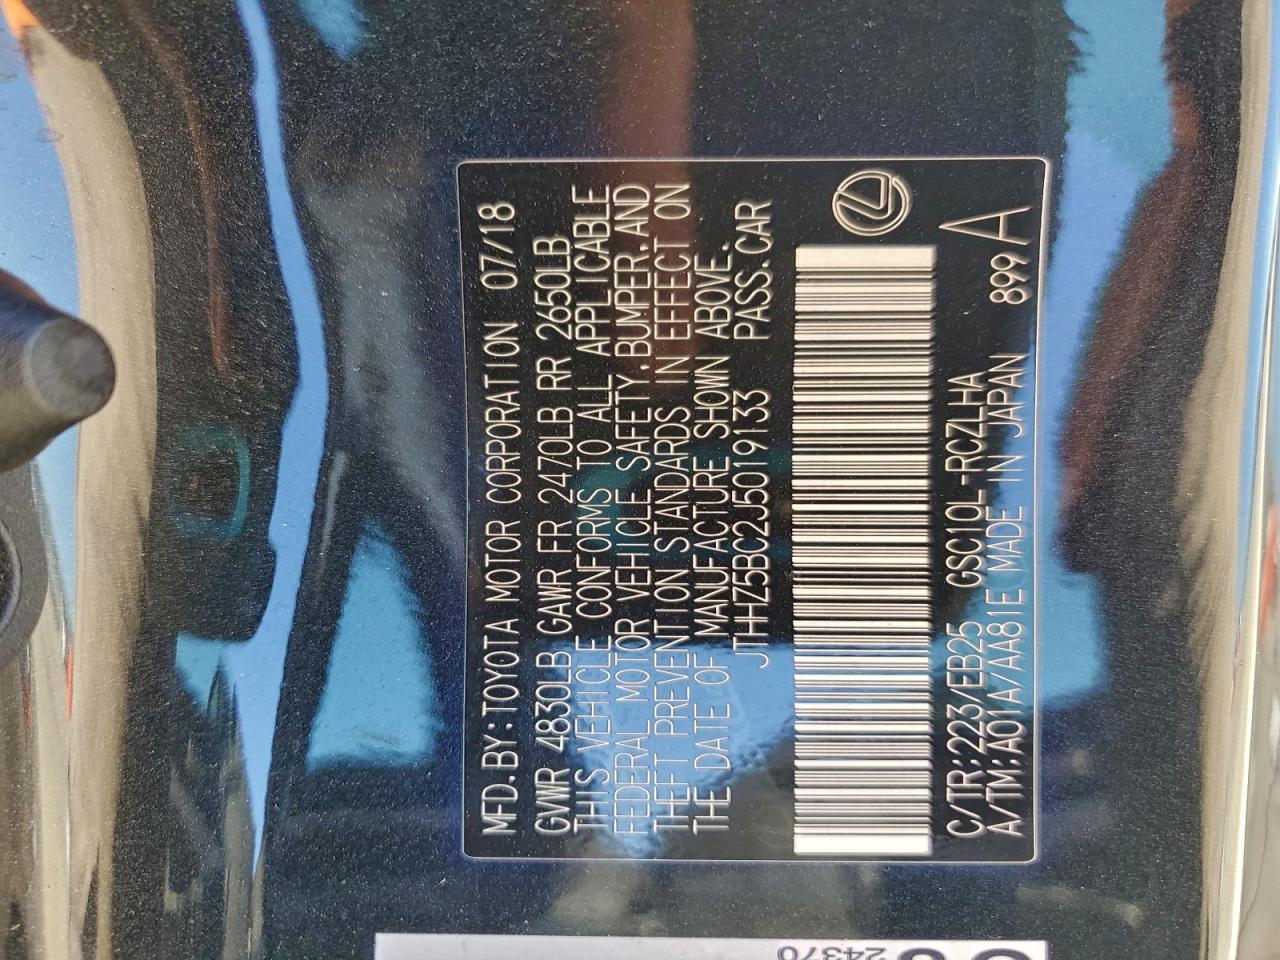 MFD.BY:TOYOTA MOTOR CORPORATION 07/18
GVWR 4830LB GAWR FR 2470LB RR 2650LB
THIS VEHICLE CONFORMS TO ALL APPLICABLE
FEDERAL MOTOR VEHICLE SAFETY,BUMPER,AND
THEFT PREVENTION STANDARDS IN EFFECT ON
THE DATE OF MANUFACTURE SHOWN ABOVE.
JTHHZ5BC2J5019133 PASS.CAR
C/TR:223/EB25 GSC10L-RCZLHA
A/TM:A01A/AA81E MADE IN JAPAN 899 A
24370